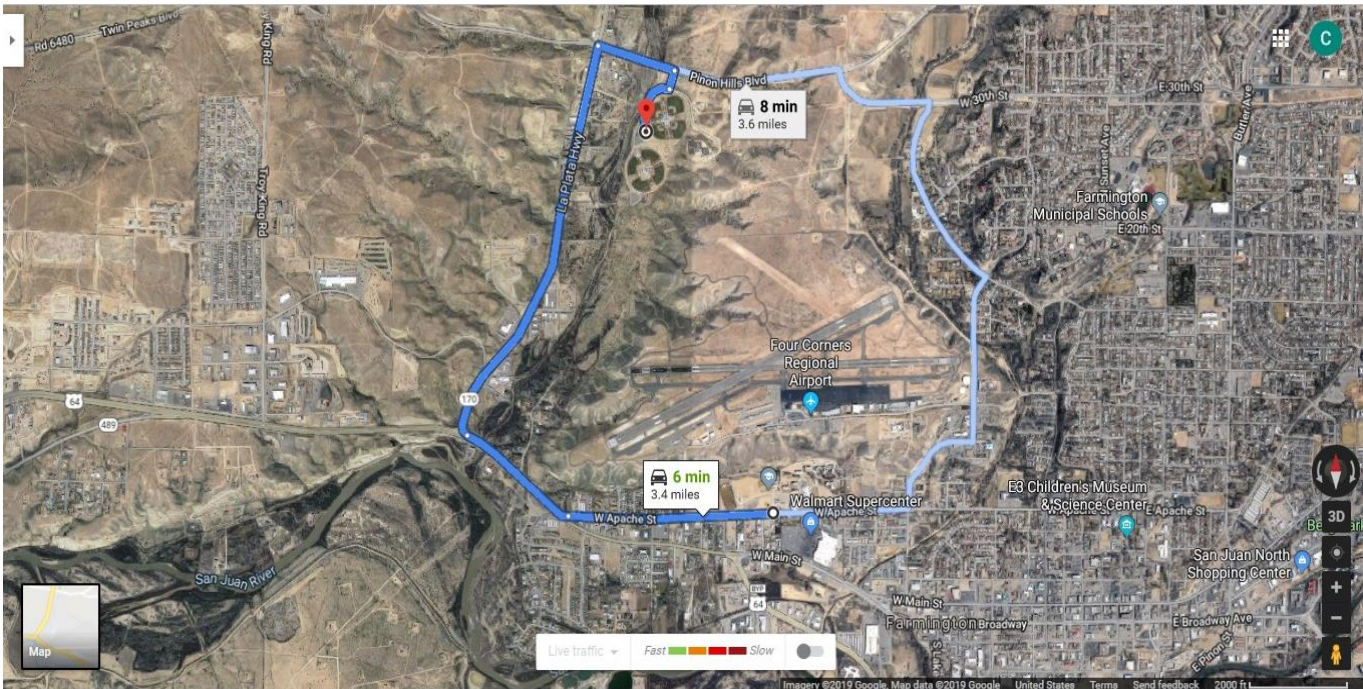 Rd 6480
Twin Peaks Blvd
W King Rd
Troy King Rd
La Plata Hwy
Pinon Hills Blvd
8 min
3.6 miles
W 30th St
E 30th St
Butler Ave
Sunset Ave
C
Farmington
Municipal Schools
E 20th St
Four Corners
Regional
Airport
64
489
170
6 min
3.4 miles
W Apache St
Walmart Supercenter
W Apache St
E3 Children's Museum
& Science Center
W Apache St
E Apache St
3D
San Juan North
Shopping Center
W Main St
San Juan River
BYP
64
W Main St
Farmington
Broadway
E Broadway Ave
E Pinon St
Map
Live traffic
Fast
Slow
Imagery ©2019 Google, Map data ©2019 Google
United States
Terms
Send feedback
2000 ft